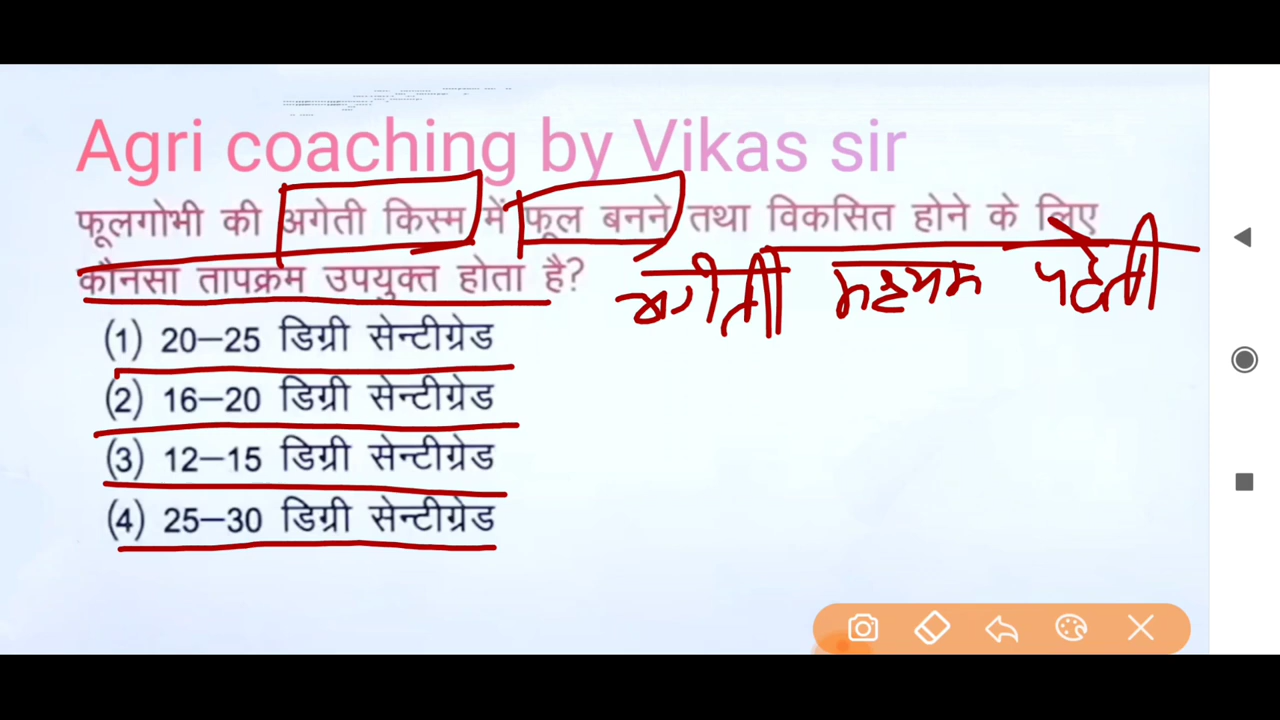 Agri coaching by Vikas sir
फूलगोभी की अगेती किस्म में फूल बनने तथा विकसित होने के लिए
कौनसा तापक्रम उपयुक्त होता है?
अगेती मध्यम पछेती
(1) 20–25 डिग्री सेन्टीग्रेड
(2) 16–20 डिग्री सेन्टीग्रेड
(3) 12–15 डिग्री सेन्टीग्रेड
(4) 25–30 डिग्री सेन्टीग्रेड